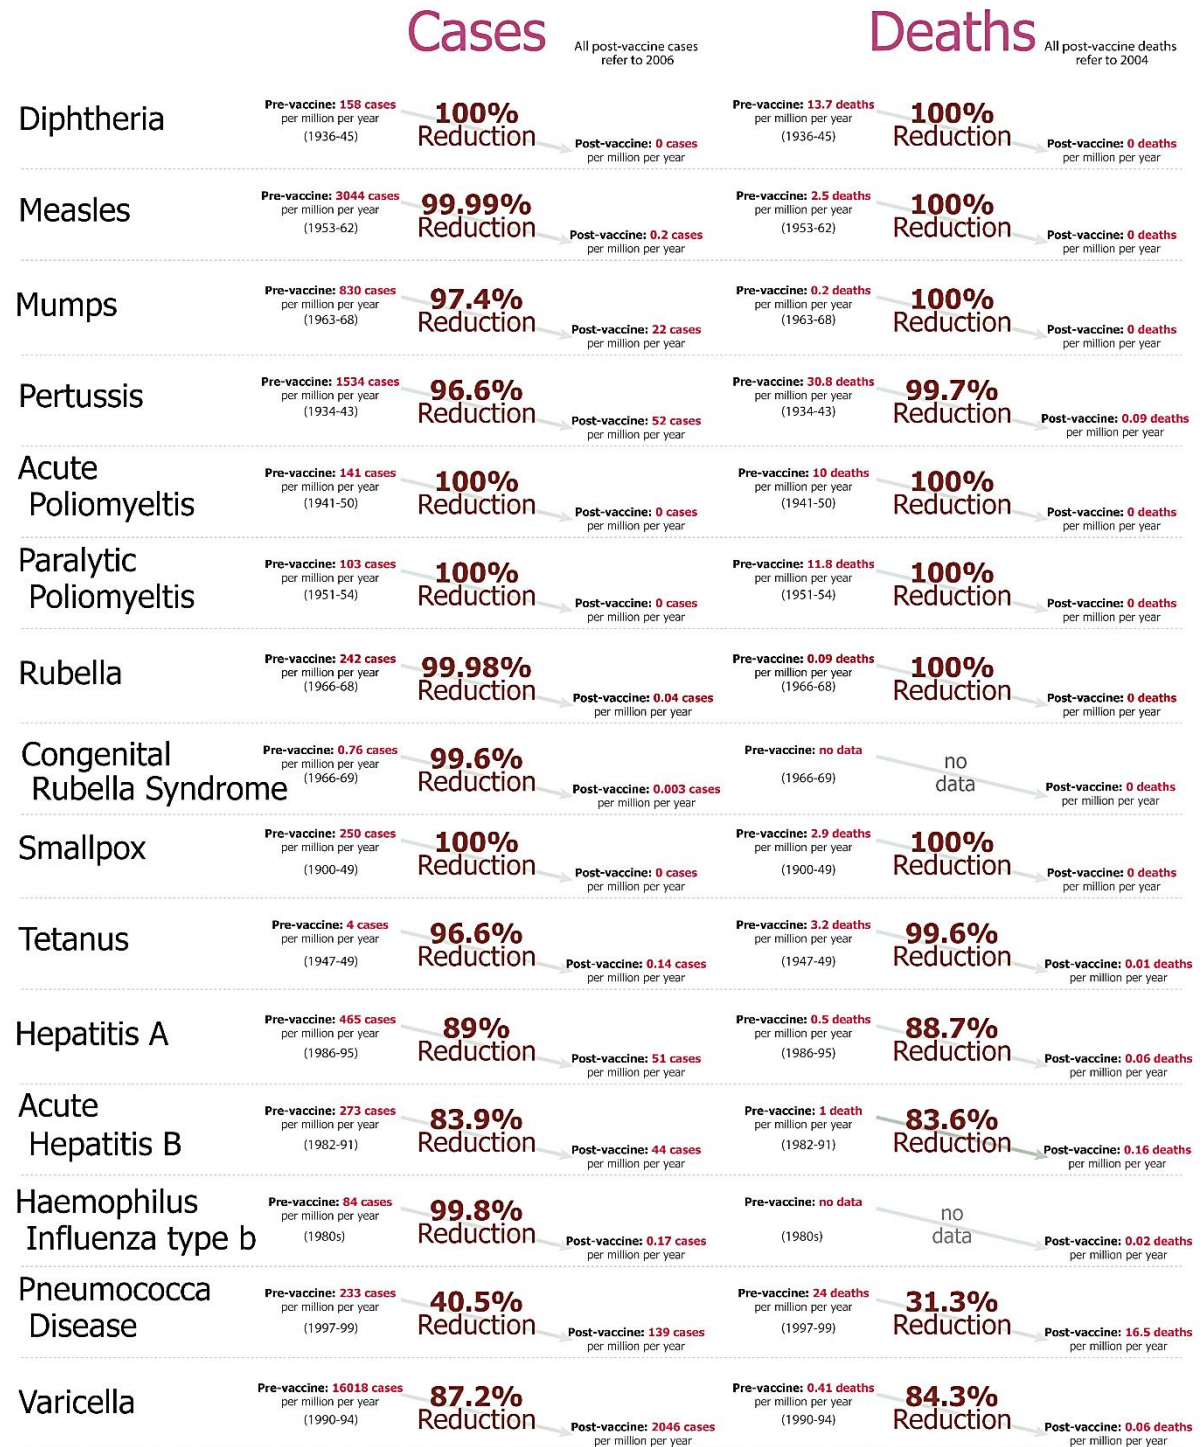 Cases
All post-vaccine cases
refer to 2006
Deaths
All post-vaccine deaths
refer to 2004
Diphtheria
Pre-vaccine: 158 cases
per million per year
(1936-45)
100%
Reduction
Post-vaccine: 0 cases
per million per year
Pre-vaccine: 13.7 deaths
per million per year
(1936-45)
100%
Reduction
Post-vaccine: 0 deaths
per million per year
Measles
Pre-vaccine: 3044 cases
per million per year
(1953-62)
99.99%
Reduction
Post-vaccine: 0.2 cases
per million per year
Pre-vaccine: 2.5 deaths
per million per year
(1953-62)
100%
Reduction
Post-vaccine: 0 deaths
per million per year
Mumps
Pre-vaccine: 830 cases
per million per year
(1963-68)
97.4%
Reduction
Post-vaccine: 22 cases
per million per year
Pre-vaccine: 0.2 deaths
per million per year
(1963-68)
100%
Reduction
Post-vaccine: 0 deaths
per million per year
Pertussis
Pre-vaccine: 1534 cases
per million per year
(1934-43)
96.6%
Reduction
Post-vaccine: 52 cases
per million per year
Pre-vaccine: 30.8 deaths
per million per year
(1934-43)
99.7%
Reduction
Post-vaccine: 0.09 deaths
per million per year
Acute
Poliomyeltis
Pre-vaccine: 141 cases
per million per year
(1941-50)
100%
Reduction
Post-vaccine: 0 cases
per million per year
Pre-vaccine: 10 deaths
per million per year
(1941-50)
100%
Reduction
Post-vaccine: 0 deaths
per million per year
Paralytic
Poliomyeltis
Pre-vaccine: 103 cases
per million per year
(1951-54)
100%
Reduction
Post-vaccine: 0 cases
per million per year
Pre-vaccine: 11.8 deaths
per million per year
(1951-54)
100%
Reduction
Post-vaccine: 0 deaths
per million per year
Rubella
Pre-vaccine: 242 cases
per million per year
(1966-68)
99.98%
Reduction
Post-vaccine: 0.04 cases
per million per year
Pre-vaccine: 0.09 deaths
per million per year
(1966-68)
100%
Reduction
Post-vaccine: 0 deaths
per million per year
Congenital
Rubella Syndrome
Pre-vaccine: 0.76 cases
per million per year
(1966-69)
99.6%
Reduction
Post-vaccine: 0.003 cases
per million per year
Pre-vaccine: no data
(1966-69)
no
data
Post-vaccine: 0 deaths
per million per year
Smallpox
Pre-vaccine: 250 cases
per million per year
(1900-49)
100%
Reduction
Post-vaccine: 0 cases
per million per year
Pre-vaccine: 2.9 deaths
per million per year
(1900-49)
100%
Reduction
Post-vaccine: 0 deaths
per million per year
Tetanus
Pre-vaccine: 4 cases
per million per year
(1947-49)
96.6%
Reduction
Post-vaccine: 0.14 cases
per million per year
Pre-vaccine: 3.2 deaths
per million per year
(1947-49)
99.6%
Reduction
Post-vaccine: 0.01 deaths
per million per year
Hepatitis A
Pre-vaccine: 465 cases
per million per year
(1986-95)
89%
Reduction
Post-vaccine: 51 cases
per million per year
Pre-vaccine: 0.5 deaths
per million per year
(1986-95)
88.7%
Reduction
Post-vaccine: 0.06 deaths
per million per year
Acute
Hepatitis B
Pre-vaccine: 273 cases
per million per year
(1982-91)
83.9%
Reduction
Post-vaccine: 44 cases
per million per year
Pre-vaccine: 1 death
per million per year
(1982-91)
83.6%
Reduction
Post-vaccine: 0.16 deaths
per million per year
Haemophilus
Influenza type b
Pre-vaccine: 84 cases
per million per year
(1980s)
99.8%
Reduction
Post-vaccine: 0.17 cases
per million per year
Pre-vaccine: no data
(1980s)
no
data
Post-vaccine: 0.02 deaths
per million per year
Pneumococca
Disease
Pre-vaccine: 233 cases
per million per year
(1997-99)
40.5%
Reduction
Post-vaccine: 139 cases
per million per year
Pre-vaccine: 24 deaths
per million per year
(1997-99)
31.3%
Reduction
Post-vaccine: 16.5 deaths
per million per year
Varicella
Pre-vaccine: 16018 cases
per million per year
(1990-94)
87.2%
Reduction
Post-vaccine: 2046 cases
per million per year
Pre-vaccine: 0.41 deaths
per million per year
(1990-94)
84.3%
Reduction
Post-vaccine: 0.06 deaths
per million per year